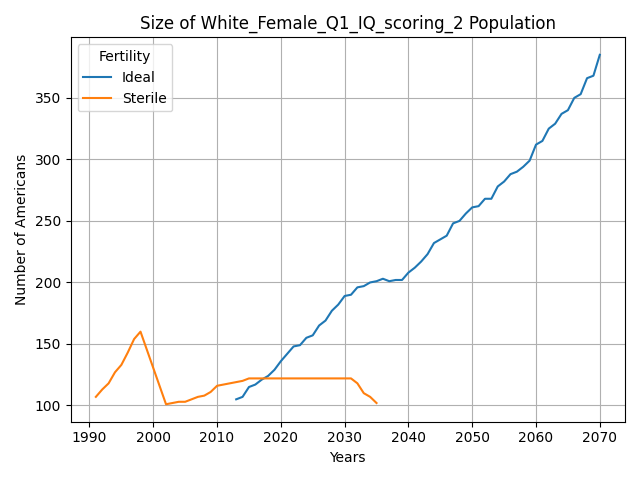 Size of White_Female_Q1_IQ_scoring_2 Population
Fertility
Ideal
Sterile
Number of Americans
350
300
250
200
150
100
1990 2000 2010 2020 2030 2040 2050 2060 2070
Years